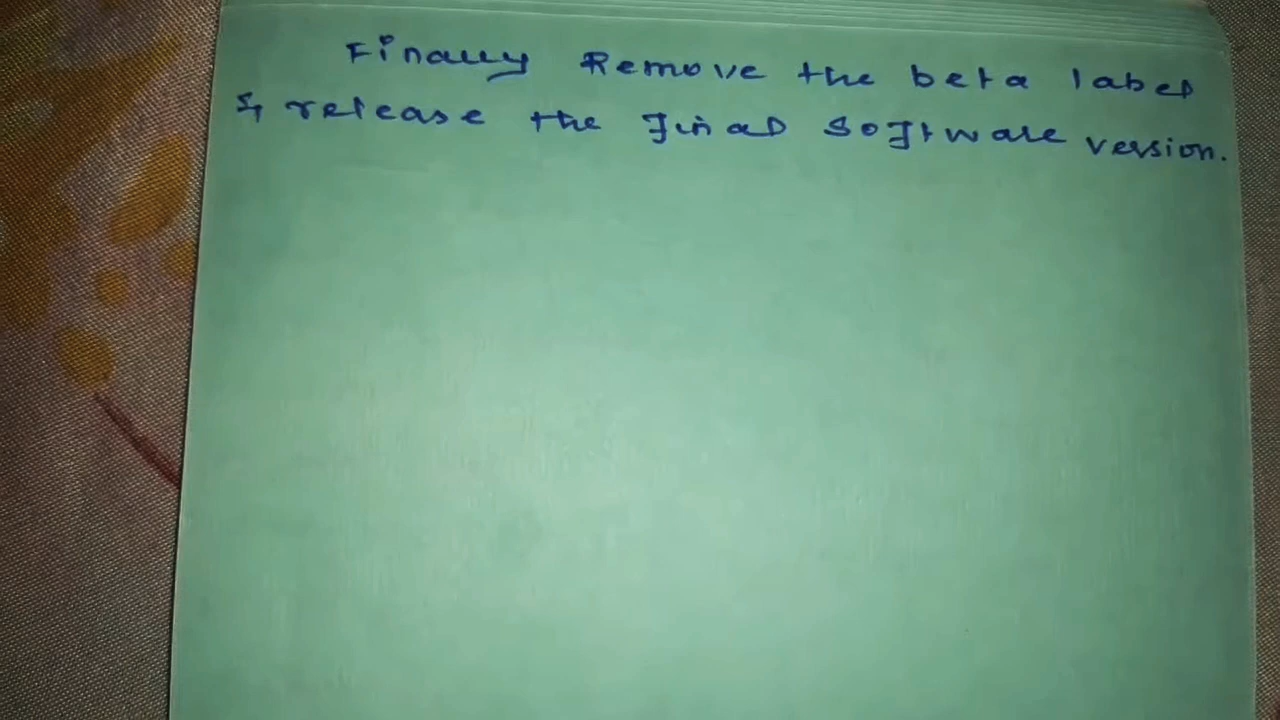 Finally Remove the beta label
& release the final software version.